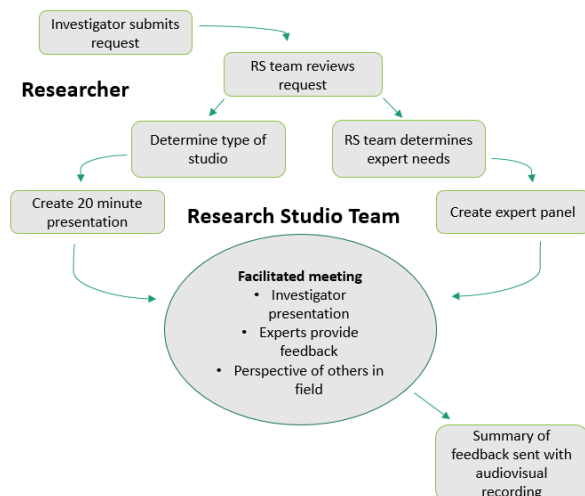 Investigator submits
request
RS team reviews
request
Researcher
Determine type of
studio
RS team determines
expert needs
Create 20 minute
presentation
Research Studio Team
Create expert panel
Facilitated meeting
• Investigator
presentation
• Experts provide
feedback
• Perspective of others in
field
Summary of
feedback sent with
audiovisual
recording